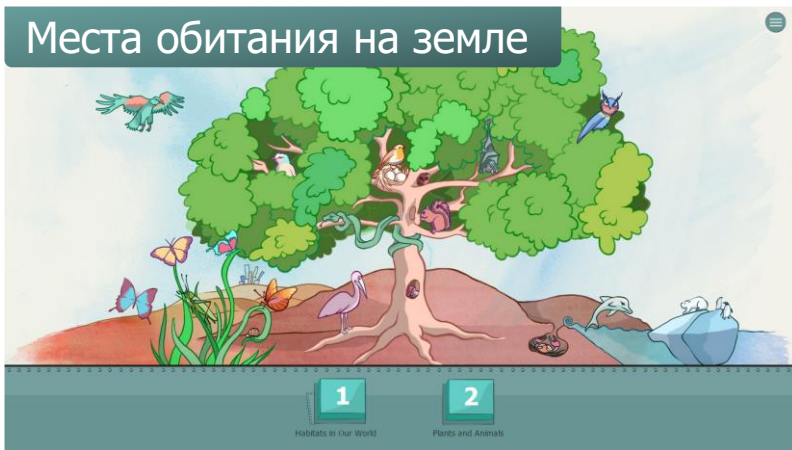 Места обитания на земле
1
2
Habitats in Our World
Plants and Animals